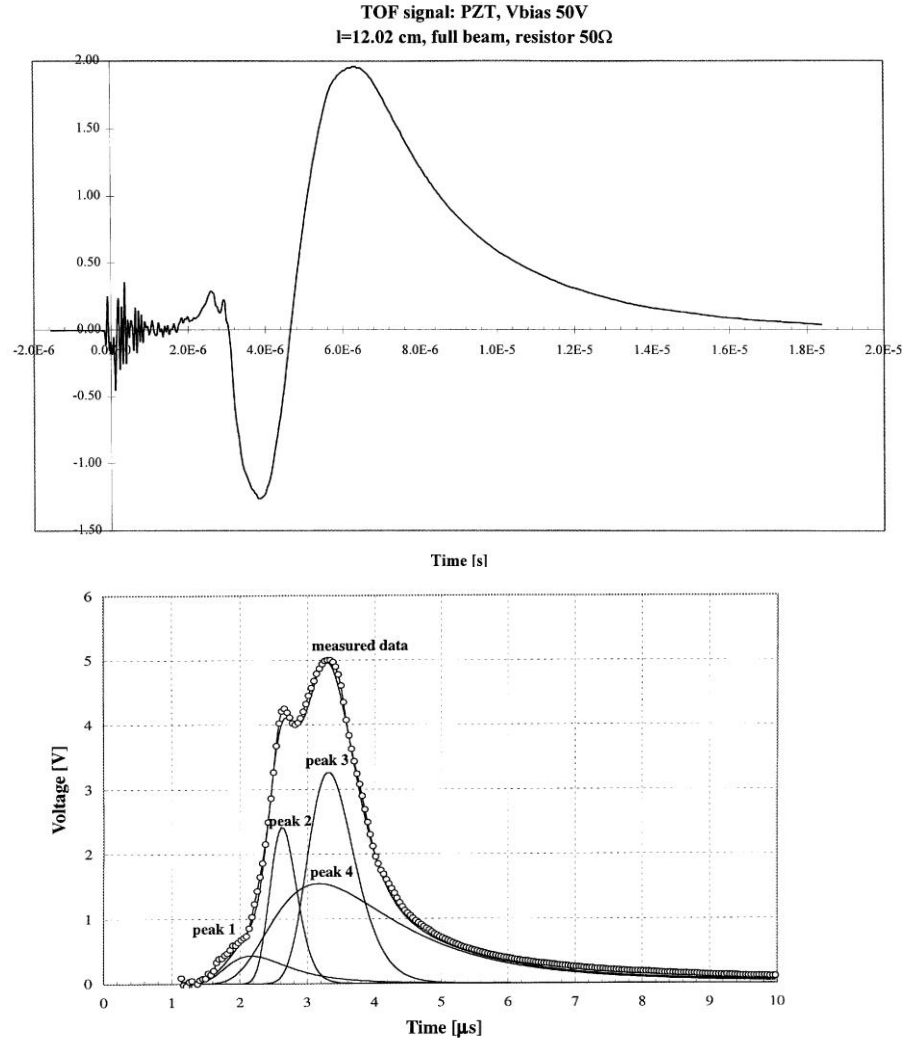 TOF signal: PZT, Vbias 50V
l=12.02 cm, full beam, resistor 50Ω
2.00
1.50
1.00
0.50
0.00
-2.0E-6 0.0 6 2.0E-6 4.0E-6 6.0E-6 8.0E-6 1.0E-5 1.2E-5 1.4E-5 1.6E-5 1.8E-5 2.0E-5
-0.50
-1.00
-1.50
Time [s]
6
measured data
5
4
peak 3
3
peak 2
2
peak 4
peak 1
1
0
Voltage [V]
0 1 2 3 4 5 6 7 8 9 10
Time [μs]